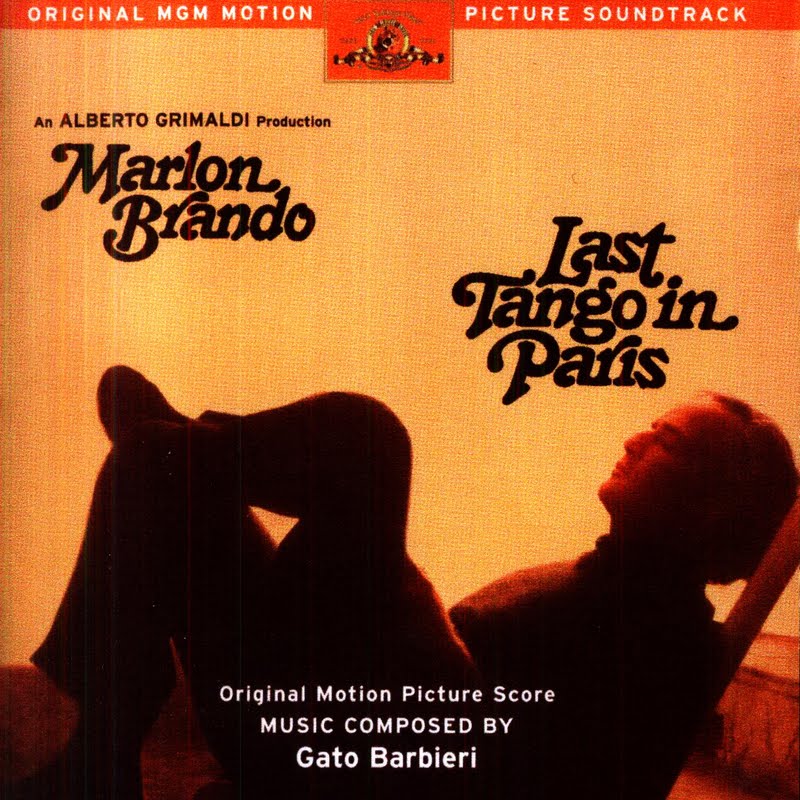 ORIGINAL MGM MOTION PICTURE SOUNDTRACK
An ALBERTO GRIMALDI Production
Marlon
Brando
Last
Tango in
Paris
Original Motion Picture Score
MUSIC COMPOSED BY
Gato Barbieri